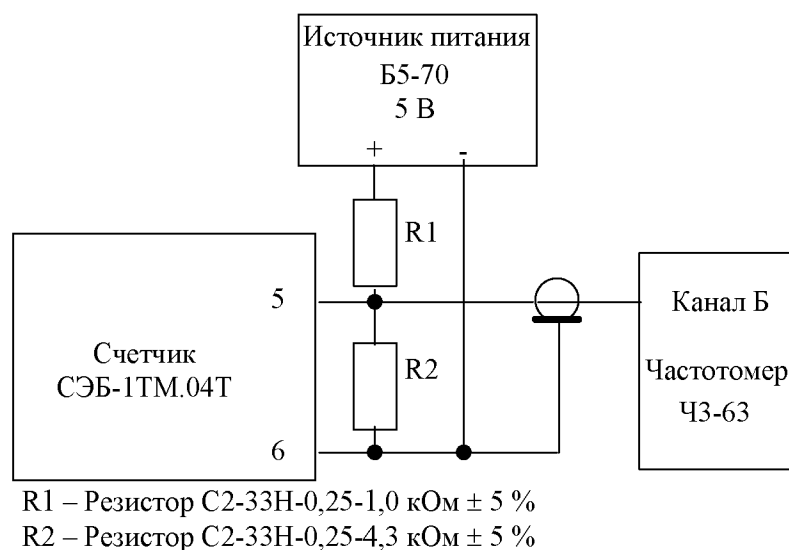 Источник питания
Б5-70
5 В
+ -
R1
5
Канал Б
Счетчик
СЭБ-1ТМ.04Т
R2
Частотомер
Ч3-63
6
R1 – Резистор С2-33Н-0,25-1,0 кОм ± 5 %
R2 – Резистор С2-33Н-0,25-4,3 кОм ± 5 %